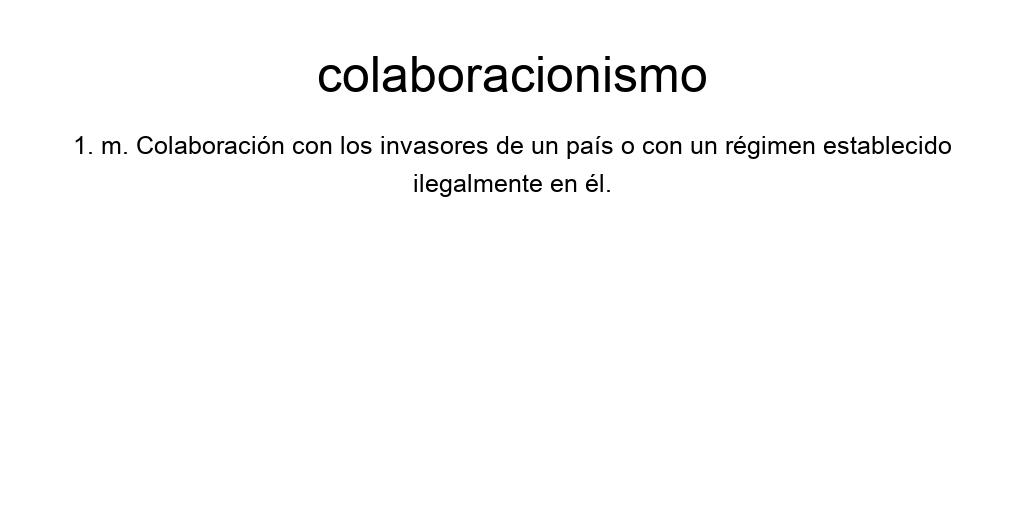 colaboracionismo
1. m. Colaboración con los invasores de un país o con un régimen establecido
ilegalmente en él.